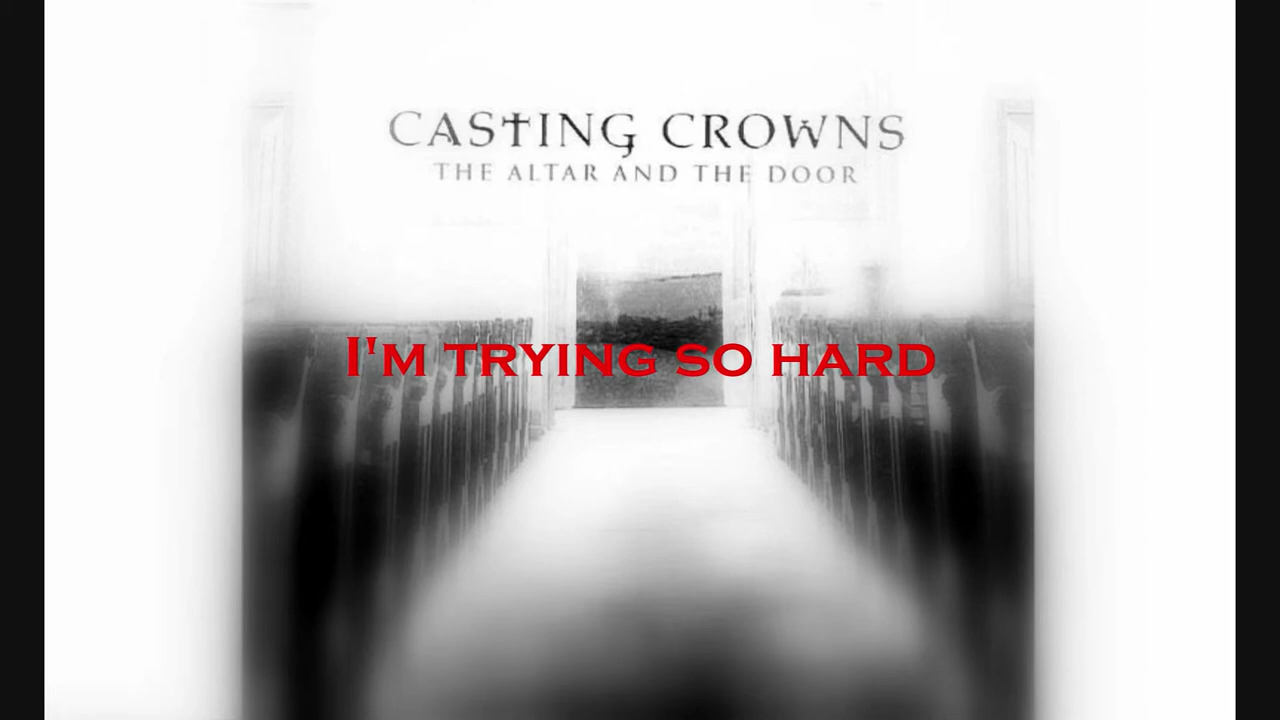 CASTING CROWNS
THE ALTAR AND THE DOOR
I'M TRYING SO HARD